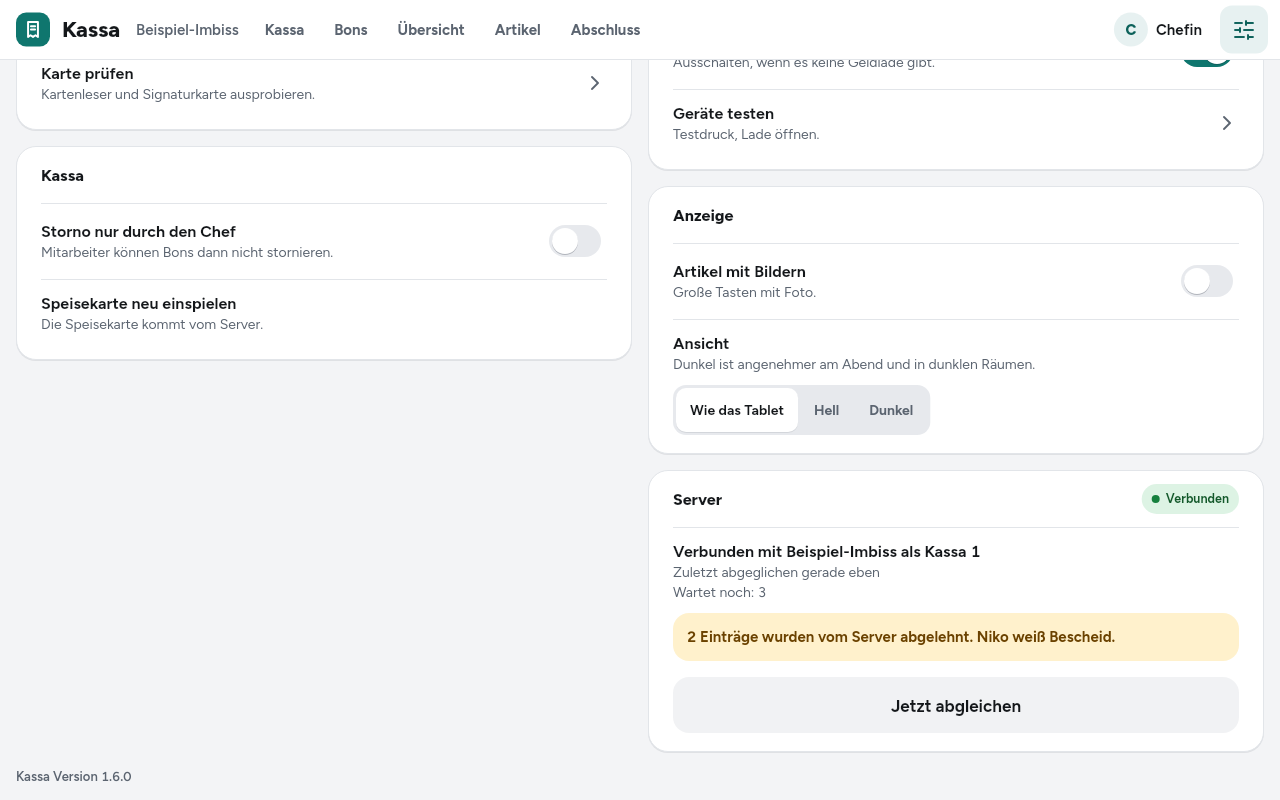 Kassa Beispiel-Imbiss Kassa Bons Übersicht Artikel Abschluss C Chefin
Karte prüfen
Kartenleser und Signaturkarte ausprobieren.
Kassa
Storno nur durch den Chef
Mitarbeiter können Bons dann nicht stornieren.
Speisekarte neu einspielen
Die Speisekarte kommt vom Server.
Ausschalten, wenn es keine Geldlade gibt.
Geräte testen
Testdruck, Lade öffnen.
Anzeige
Artikel mit Bildern
Große Tasten mit Foto.
Ansicht
Dunkel ist angenehmer am Abend und in dunklen Räumen.
Wie das Tablet Hell Dunkel
Server Verbunden
Verbunden mit Beispiel-Imbiss als Kassa 1
Zuletzt abgeglichen gerade eben
Wartet noch: 3
2 Einträge wurden vom Server abgelehnt. Niko weiß Bescheid.
Jetzt abgleichen
Kassa Version 1.6.0